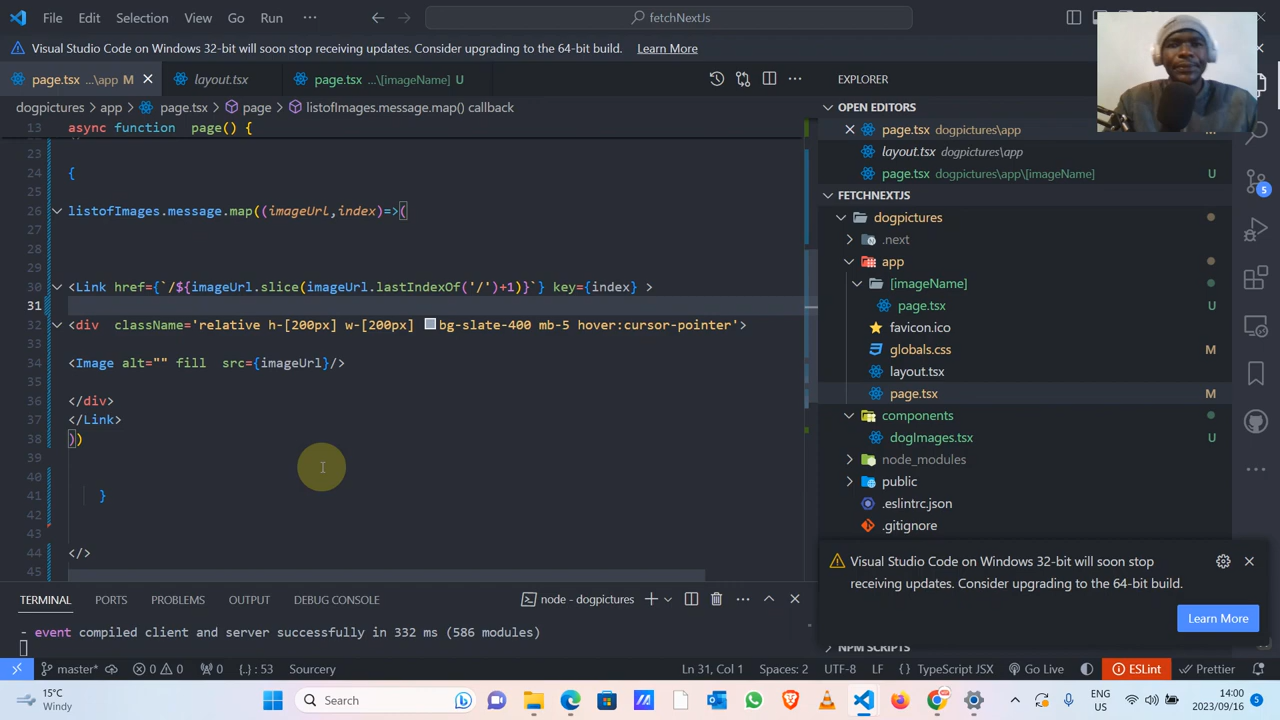 File Edit Selection View Go Run ··· fetchNextJs
Visual Studio Code on Windows 32-bit will soon stop receiving updates. Consider upgrading to the 64-bit build. Learn More
page.tsx ...\app M layout.tsx page.tsx ...\[imageName] U
dogpictures > app > page.tsx > page > listofImages.message.map() callback
13 async function page() {
23
24 {
25
26 listofImages.message.map((imageUrl,index)=>(
27
28
29
30 <Link href={`/${imageUrl.slice(imageUrl.lastIndexOf('/')+1)}`} key={index} >
31
32 <div className='relative h-[200px] w-[200px] bg-slate-400 mb-5 hover:cursor-pointer'>
33
34 <Image alt="" fill src={imageUrl}/>
35
36 </div>
37 </Link>
38 ))
39
40
41 }
42
43
44 </>
45
EXPLORER
OPEN EDITORS
page.tsx dogpictures\app
layout.tsx dogpictures\app
page.tsx dogpictures\app\[imageName] U
FETCHNEXTJS
dogpictures
.next
app
[imageName]
page.tsx U
favicon.ico
globals.css M
layout.tsx
page.tsx M
components
dogImages.tsx U
node_modules
public
.eslintrc.json
.gitignore
5
Visual Studio Code on Windows 32-bit will soon stop
receiving updates. Consider upgrading to the 64-bit build.
Learn More
NPM SCRIPTS
TERMINAL PORTS PROBLEMS OUTPUT DEBUG CONSOLE node - dogpictures
- event compiled client and server successfully in 332 ms (586 modules)
master* 0 0 0 {..} : 53 Sourcery Ln 31, Col 1 Spaces: 2 UTF-8 LF {} TypeScript JSX Go Live ESLint Prettier
15°C
Windy
Search
ENG
US
14:00
2023/09/16
5